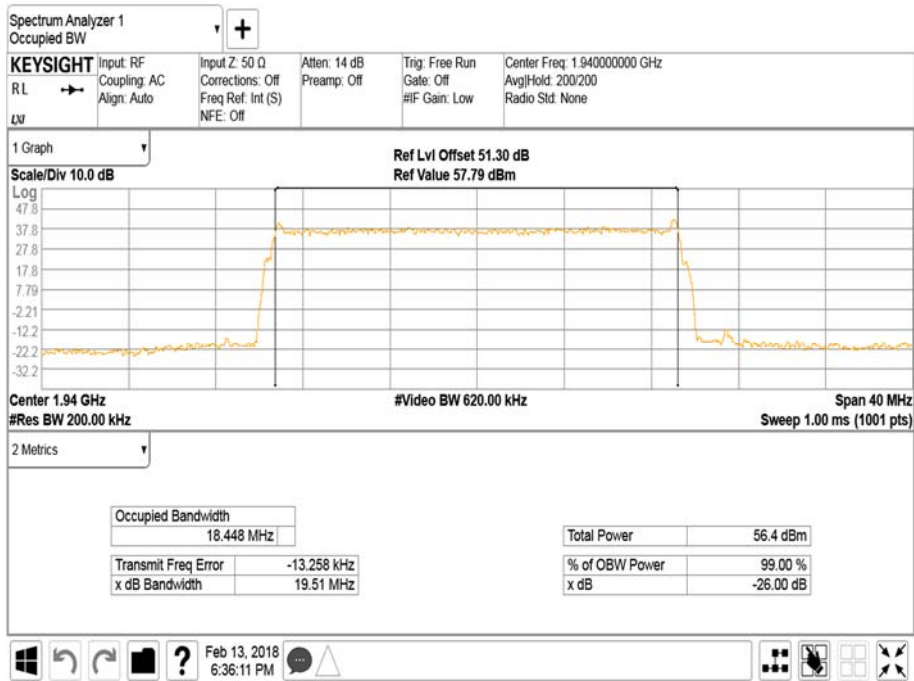 Spectrum Analyzer 1
Occupied BW
KEYSIGHT
RL
LXI
Input: RF
Coupling: AC
Align: Auto
Input Z: 50 Ω
Corrections: Off
Freq Ref: Int (S)
NFE: Off
Atten: 14 dB
Preamp: Off
Trig: Free Run
Gate: Off
#IF Gain: Low
Center Freq: 1.940000000 GHz
Avg|Hold: 200/200
Radio Std: None
1 Graph
Scale/Div 10.0 dB
Ref Lvl Offset 51.30 dB
Ref Value 57.79 dBm
Log
47.8
37.8
27.8
17.8
7.79
-2.21
-12.2
-22.2
-32.2
Center 1.94 GHz
#Video BW 620.00 kHz
Span 40 MHz
#Res BW 200.00 kHz
Sweep 1.00 ms (1001 pts)
2 Metrics
Occupied Bandwidth
18.448 MHz
Transmit Freq Error -13.258 kHz
x dB Bandwidth 19.51 MHz
Total Power 56.4 dBm
% of OBW Power 99.00 %
x dB -26.00 dB
?
Feb 13, 2018
6:36:11 PM